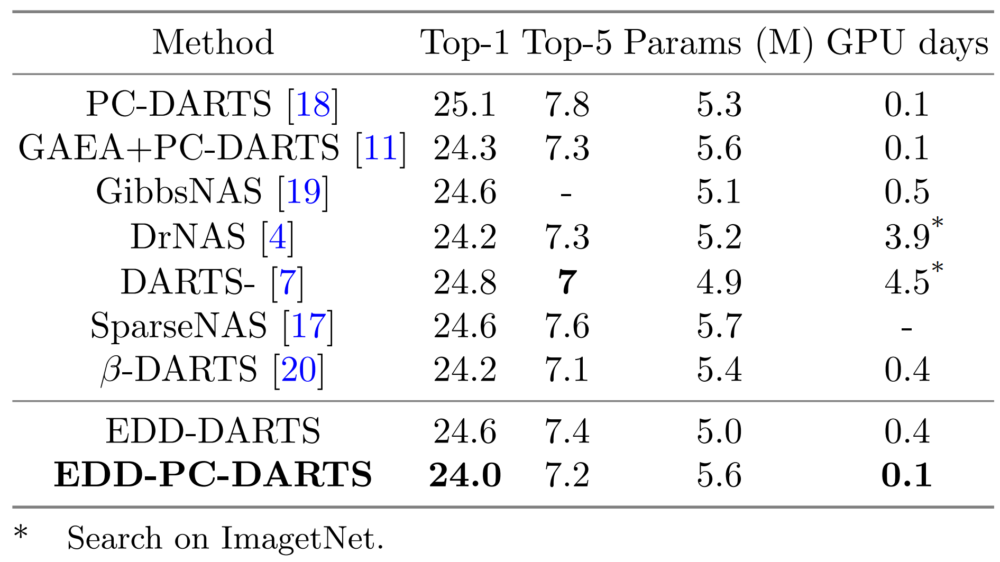 Method Top-1 Top-5 Params (M) GPU days
PC-DARTS [18] 25.1 7.8 5.3 0.1
GAEA+PC-DARTS [11] 24.3 7.3 5.6 0.1
GibbsNAS [19] 24.6 - 5.1 0.5
DrNAS [4] 24.2 7.3 5.2 3.9*
DARTS- [7] 24.8 7 4.9 4.5*
SparseNAS [17] 24.6 7.6 5.7 -
β-DARTS [20] 24.2 7.1 5.4 0.4
EDD-DARTS 24.6 7.4 5.0 0.4
EDD-PC-DARTS 24.0 7.2 5.6 0.1
* Search on ImagetNet.